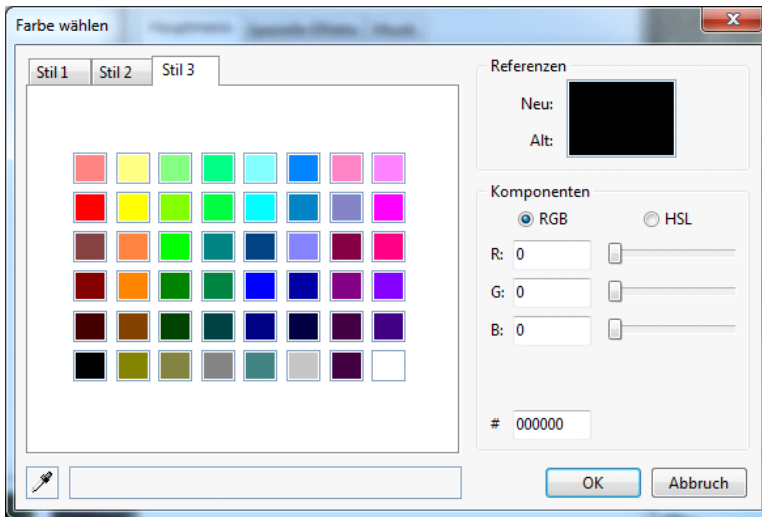 Farbe wählen
Stil 1 Stil 2 Stil 3
Referenzen
Neu:
Alt:
Komponenten
RGB HSL
R: 0
G: 0
B: 0
# 000000
OK Abbruch